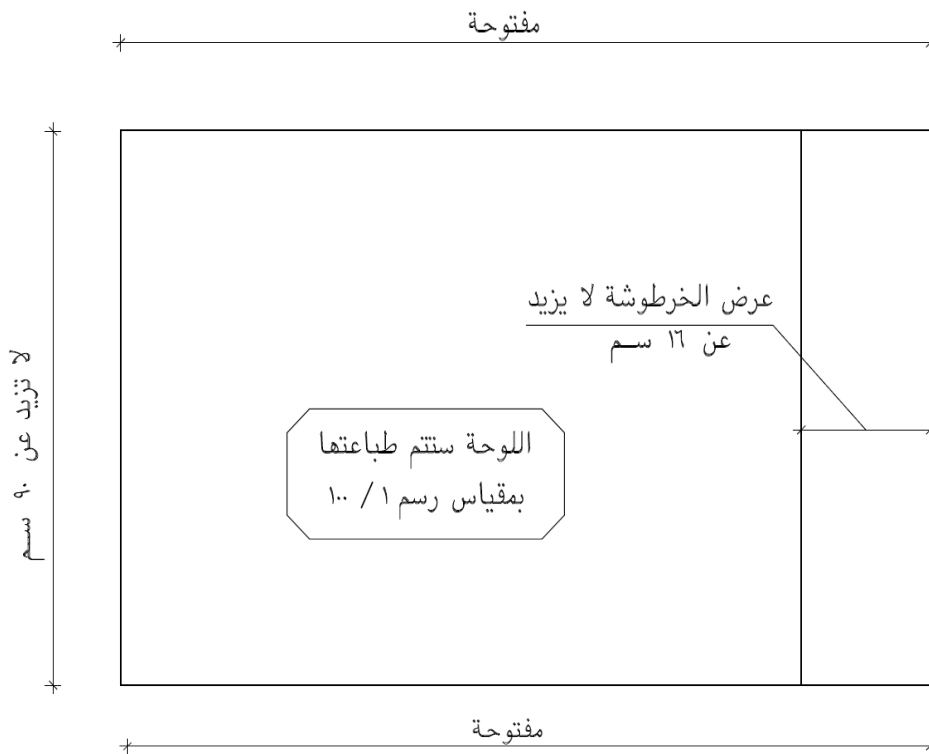 مفتوحة
عرض الخرطوشة لا يزيد
عن ١٦ سم
لا تزيد عن ٩٠ سم
اللوحة ستتم طباعتها
بمقياس رسم ١ / ١٠٠
مفتوحة